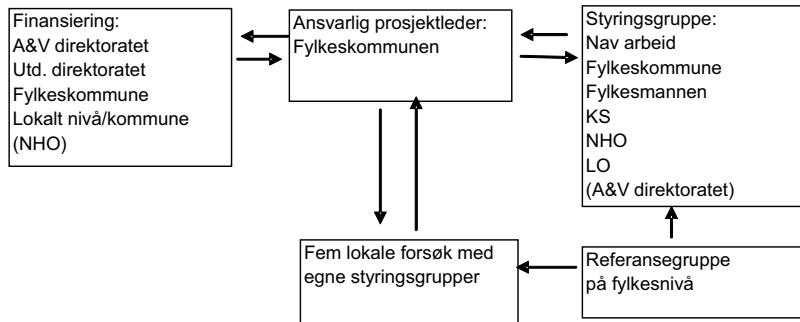 Finansiering:
A&V direktoratet
Utd. direktoratet
Fylkeskommune
Lokalt nivå/kommune
(NHO)
Ansvarlig prosjektleder:
Fylkeskommunen
Styringsgruppe:
Nav arbeid
Fylkeskommune
Fylkesmannen
KS
NHO
LO
(A&V direktoratet)
Fem lokale forsøk med
egne styringsgrupper
Referansegruppe
på fylkesnivå